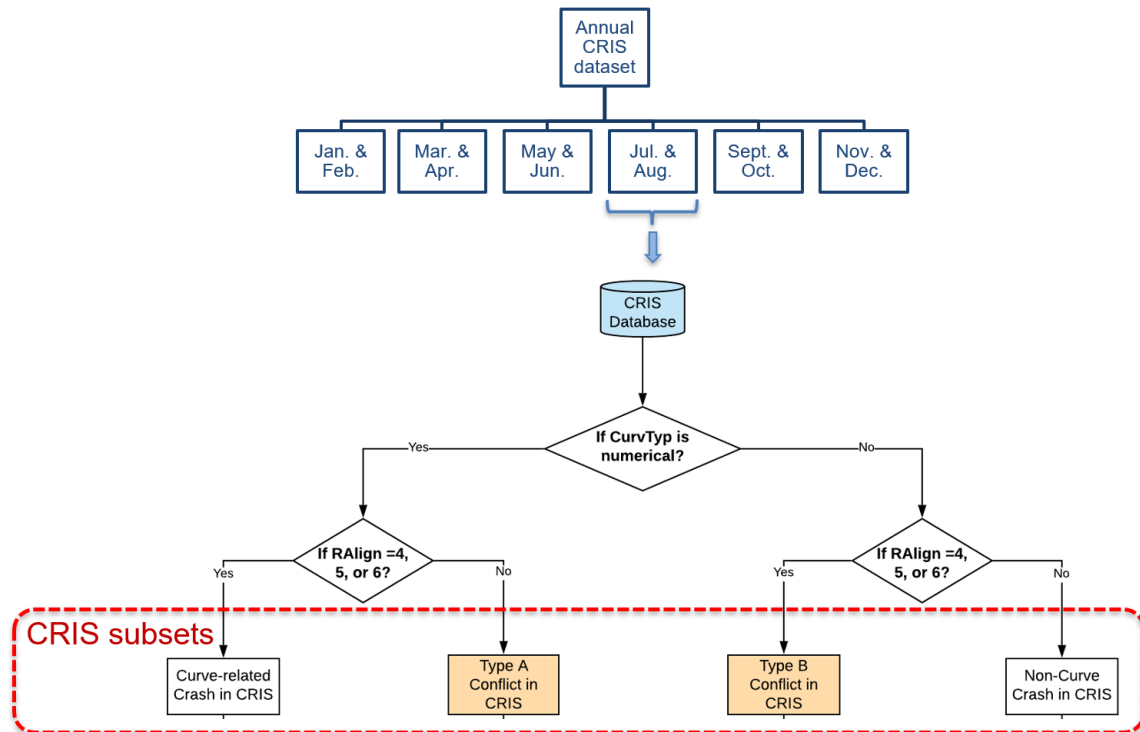 Annual
CRIS
dataset
Jan. &
Feb.
Mar. &
Apr.
May &
Jun.
Jul. &
Aug.
Sept. &
Oct.
Nov. &
Dec.
CRIS
Database
If CurvTyp is
numerical?
Yes
No
If RAlign =4,
5, or 6?
Yes
No
If RAlign =4,
5, or 6?
Yes
No
CRIS subsets
Curve-related
Crash in CRIS
Type A
Conflict in
CRIS
Type B
Conflict in
CRIS
Non-Curve
Crash in CRIS